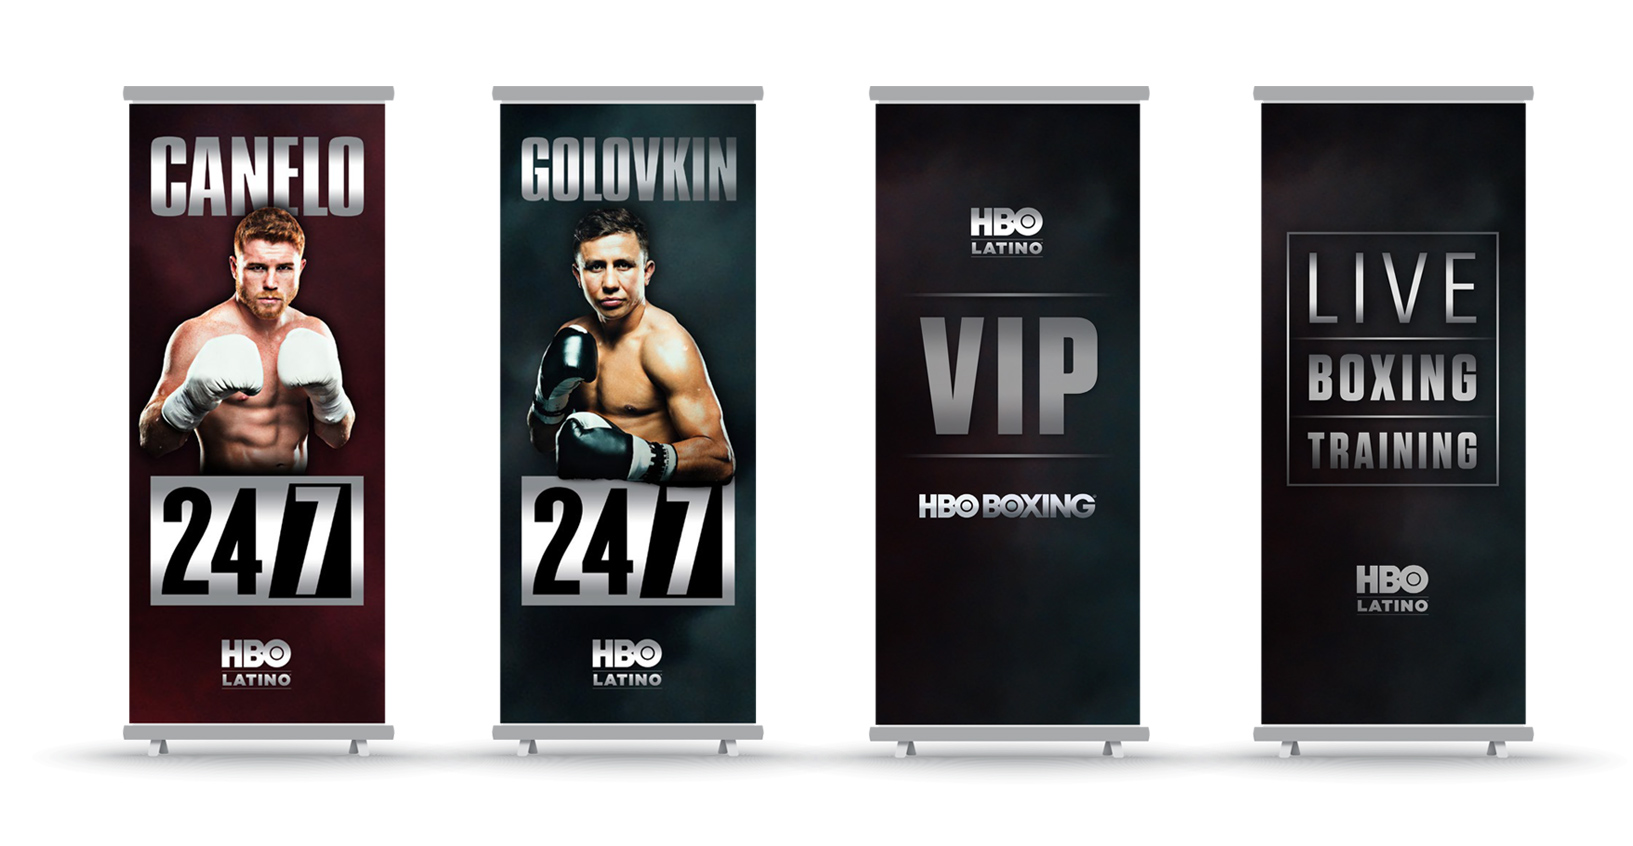 CANELO
24/7
HBO
LATINO
GOLOVKIN
24/7
HBO
LATINO
HBO
LATINO
VIP
HBO BOXING
LIVE
BOXING
TRAINING
HBO
LATINO